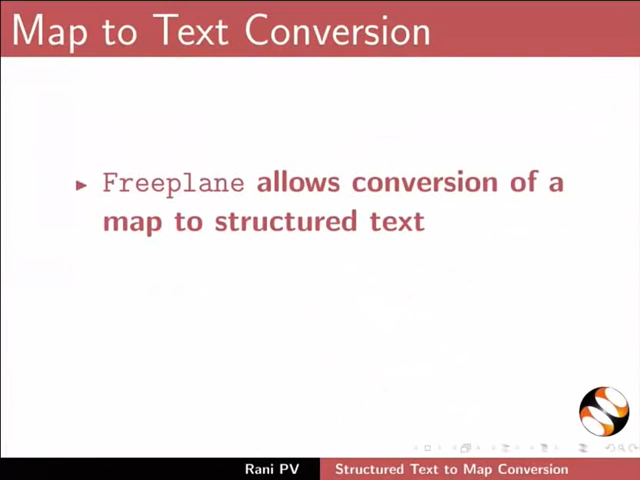 Map to Text Conversion
Freeplane allows conversion of a
map to structured text
Rani PV
Structured Text to Map Conversion